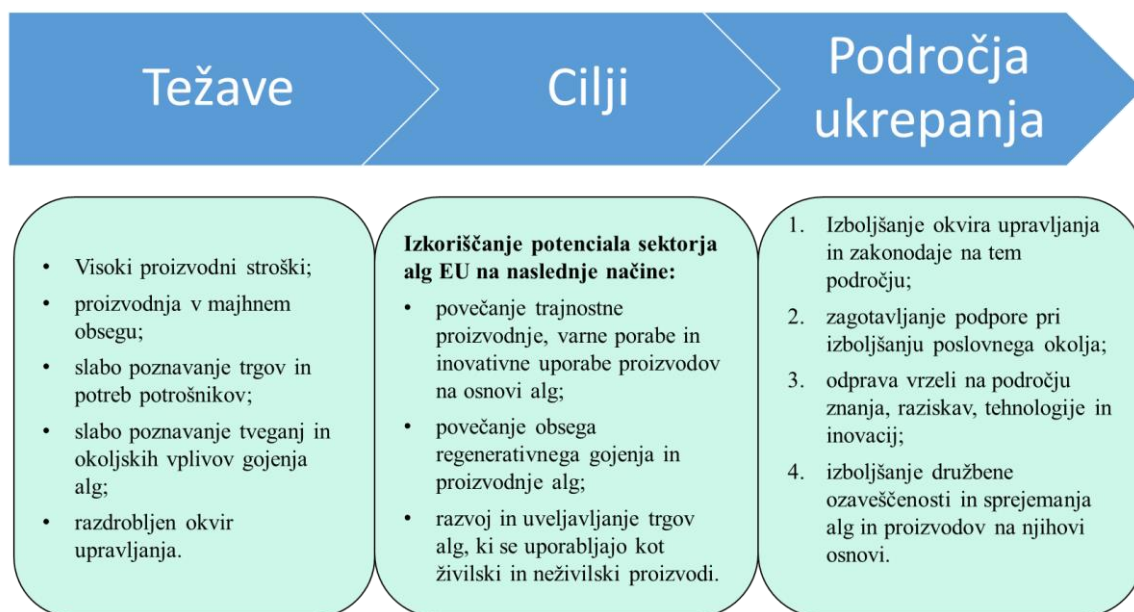 Težave
Cilji
Področja
ukrepanja
• Visoki proizvodni stroški;
• proizvodnja v majhnem
obsegu;
• slabo poznavanje trgov in
potreb potrošnikov;
• slabo poznavanje tveganj in
okoljskih vplivov gojenja
alg;
• razdrobljen okvir
upravljanja.
Izkoriščanje potenciala sektorja
alg EU na naslednje načine:
• povečanje trajnostne
proizvodnje, varne porabe in
inovativne uporabe proizvodov
na osnovi alg;
• povečanje obsega
regenerativnega gojenja in
proizvodnje alg;
• razvoj in uveljavljanje trgov
alg, ki se uporabljajo kot
živilski in neživilski proizvodi.
1. Izboljšanje okvira upravljanja
in zakonodaje na tem
področju;
2. zagotavljanje podpore pri
izboljšanju poslovnega okolja;
3. odprava vrzeli na področju
znanja, raziskav, tehnologije in
inovacij;
4. izboljšanje družbene
ozaveščenosti in sprejemanja
alg in proizvodov na njihovi
osnovi.